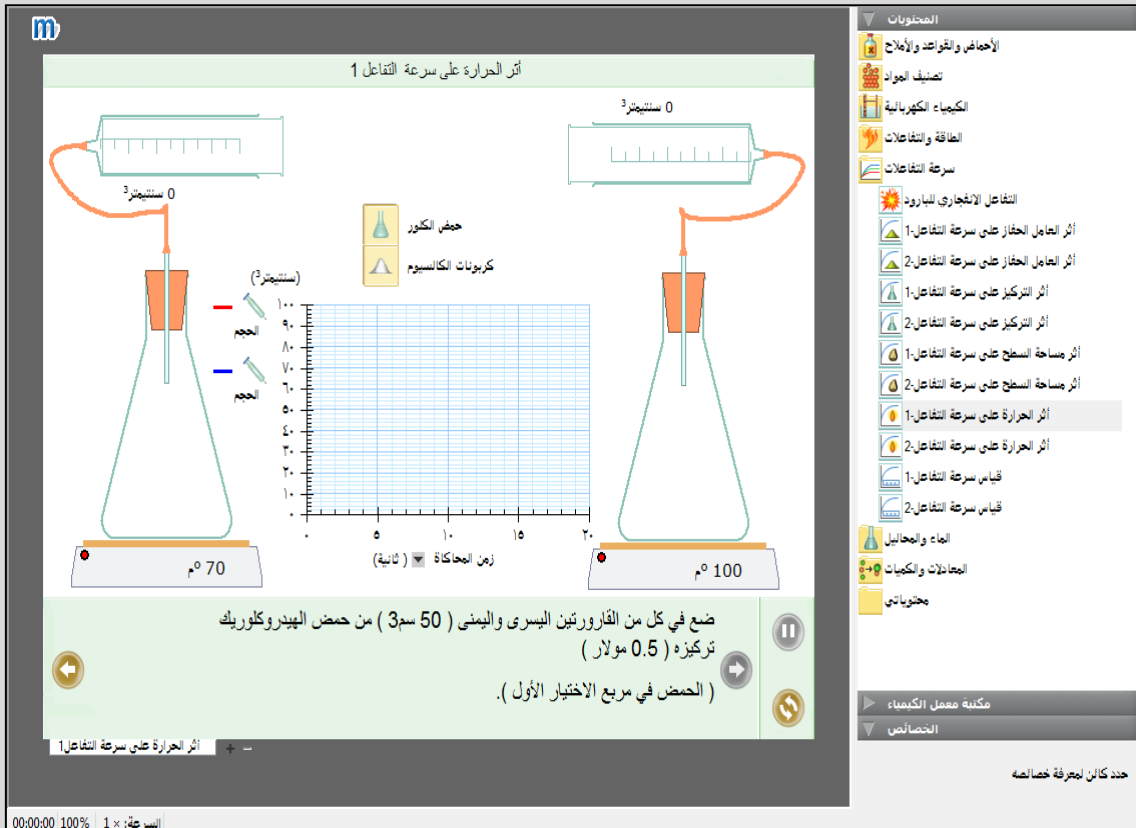 m
أثر الحرارة على سرعة التفاعل 1
0 سنتيمتر3
0 سنتيمتر3
حمض الكلور
كربونات الكالسيوم
(سنتيمتر3)
الحجم
الحجم
١٠٠
٩٠
٨٠
٧٠
٦٠
٥٠
٤٠
٣٠
٢٠
١٠
٠
٠
٥
١٠
١٥
٢٠
زمن المحاكاة ( ثانية)
100 º م
70 º م
ضع في كل من القارورتين اليسرى واليمنى ( 50 سم3 ) من حمض الهيدروكلوريك
تركيزه ( 0.5 مولار )
( الحمض في مربع الاختيار الأول ).
أثر الحرارة على سرعة التفاعل1
+ −
المحتويات
الأحماض والقواعد والأملاح
تصنيف المواد
الكيمياء الكهربائية
الطاقة والتفاعلات
سرعة التفاعلات
التفاعل الانفجاري للبارود
أثر العامل الحفاز على سرعة التفاعل-1
أثر العامل الحفاز على سرعة التفاعل-2
أثر التركيز على سرعة التفاعل-1
أثر التركيز على سرعة التفاعل-2
أثر مساحة السطح على سرعة التفاعل-1
أثر مساحة السطح على سرعة التفاعل-2
أثر الحرارة على سرعة التفاعل-1
أثر الحرارة على سرعة التفاعل-2
قياس سرعة التفاعل-1
قياس سرعة التفاعل-2
الماء والمحاليل
المعادلات والكميات
محتوياتي
مكتبة معمل الكيمياء
الخصائص
حدد كائن لمعرفة خصائصه
السرعة: × 1
100%
00:00:00